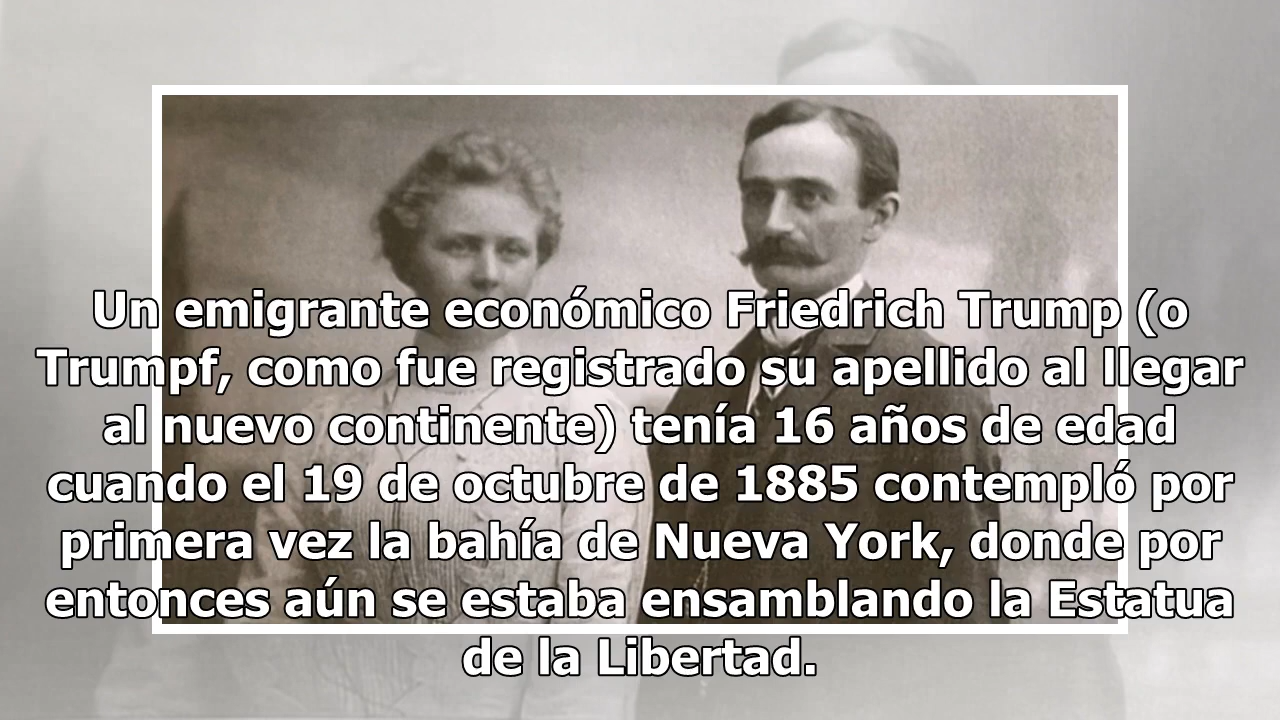 Un emigrante económico Friedrich Trump (o
Trumpf, como fue registrado su apellido al llegar
al nuevo continente) tenía 16 años de edad
cuando el 19 de octubre de 1885 contempló por
primera vez la bahía de Nueva York, donde por
entonces aún se estaba ensamblando la Estatua
de la Libertad.